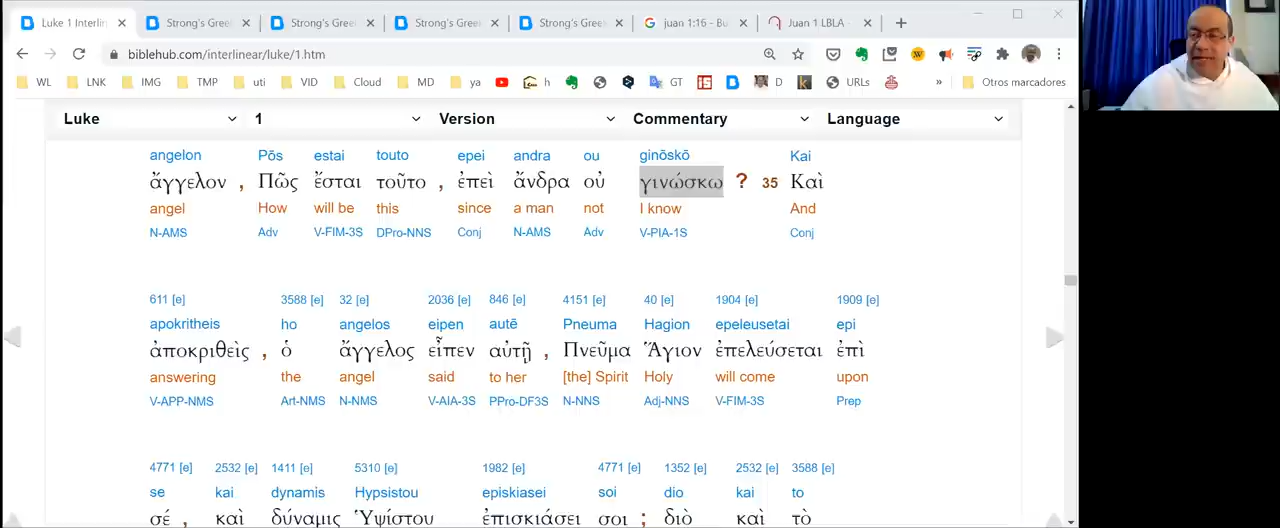 Luke 1 Interlin
Strong's Gree
Strong's Gree
Strong's Gree
Strong's Gree
juan 1:16 - Bu
Juan 1 LBLA -
biblehub.com/interlinear/luke/1.htm
WL LNK IMG TMP uti VID Cloud MD ya h GT D URLs » Otros marcadores
Luke 1 Version Commentary Language
angelon Pōs estai touto epei andra ou ginōskō Kai
ἄγγελον , Πῶς ἔσται τοῦτο , ἐπεὶ ἄνδρα οὐ γινώσκω ? 35 Καὶ
angel How will be this since a man not I know And
N-AMS Adv V-FIM-3S DPro-NNS Conj N-AMS Adv V-PIA-1S Conj
611 [e] 3588 [e] 32 [e] 2036 [e] 846 [e] 4151 [e] 40 [e] 1904 [e] 1909 [e]
apokritheis ho angelos eipen autē Pneuma Hagion epeleusetai epi
ἀποκριθεὶς , ὁ ἄγγελος εἶπεν αὐτῇ , Πνεῦμα Ἅγιον ἐπελεύσεται ἐπὶ
answering the angel said to her [the] Spirit Holy will come upon
V-APP-NMS Art-NMS N-NMS V-AIA-3S PPro-DF3S N-NNS Adj-NNS V-FIM-3S Prep
4771 [e] 2532 [e] 1411 [e] 5310 [e] 1982 [e] 4771 [e] 1352 [e] 2532 [e] 3588 [e]
se kai dynamis Hypsistou episkiasei soi dio kai to
σέ , καὶ δύναμις Ὑψίστου ἐπισκιάσει σοι ; διὸ καὶ τὸ